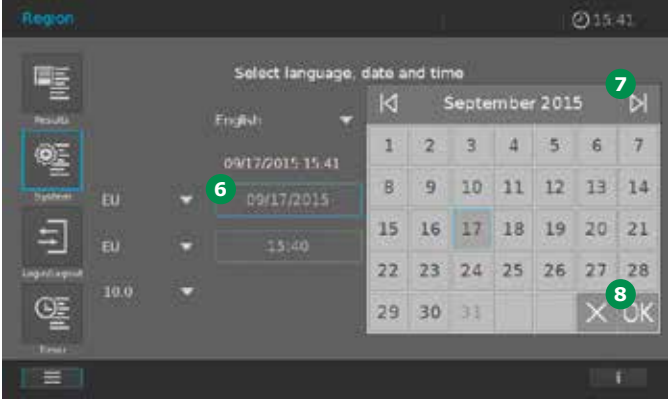 Region
15:41
Select language, date and time
Results
English
09/17/2015 15.41
System
EU
6
09/17/2015
EU
15:40
Login/Logout
10.0
Timer
7
September 2015
1 2 3 4 5 6 7
8 9 10 11 12 13 14
15 16 17 18 19 20 21
22 23 24 25 26 27 28
29 30 31
8
OK
i